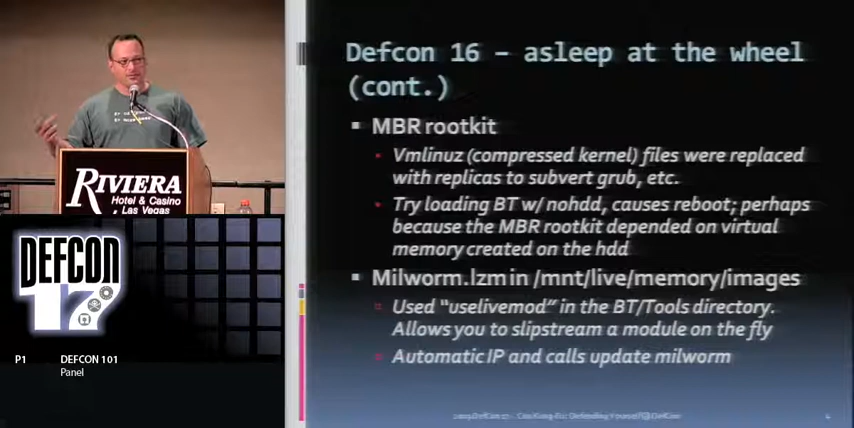 RIVIERA
Hotel & Casino
Las Vegas
DEFCON
17
P1 DEFCON 101
Panel
Defcon 16 – asleep at the wheel
(cont.)
MBR rootkit
Vmlinuz (compressed kernel) files were replaced
with replicas to subvert grub, etc.
Try loading BT w/ nohdd, causes reboot; perhaps
because the MBR rootkit depended on virtual
memory created on the hdd
Milworm.lzm in /mnt/live/memory/images
Used "uselivemod" in the BT/Tools directory.
Allows you to slipstream a module on the fly
Automatic IP and calls update milworm